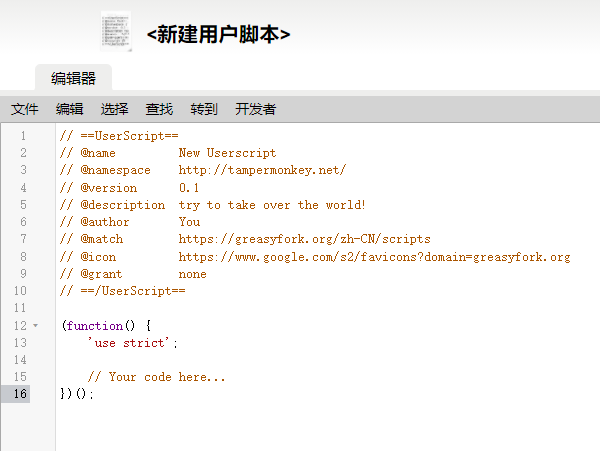 <新建用户脚本>
编辑器
文件 编辑 选择 查找 转到 开发者
1 // ==UserScript==
2 // @name         New Userscript
3 // @namespace    http://tampermonkey.net/
4 // @version      0.1
5 // @description  try to take over the world!
6 // @author       You
7 // @match        https://greasyfork.org/zh-CN/scripts
8 // @icon         https://www.google.com/s2/favicons?domain=greasyfork.org
9 // @grant        none
10 // ==/UserScript==
11
12 (function() {
13     'use strict';
14
15     // Your code here...
16 })();